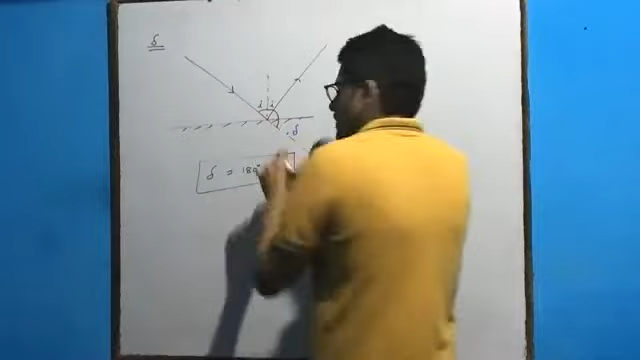 δ
i i
δ
δ = 180°